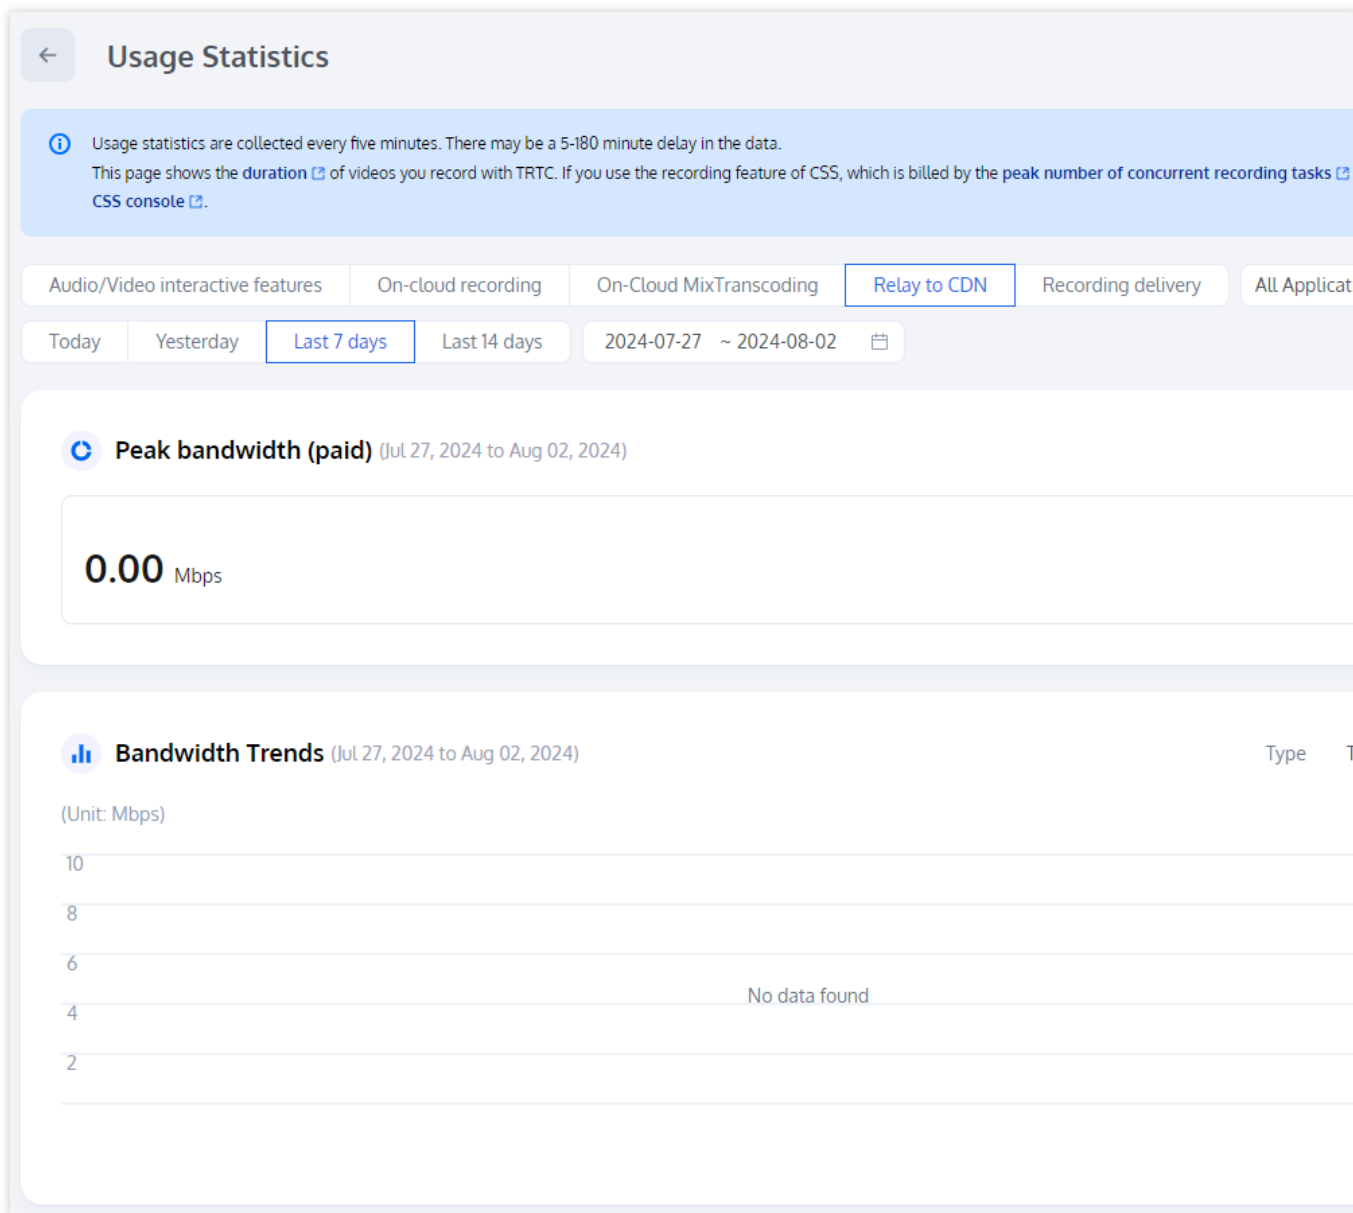 Usage Statistics
Usage statistics are collected every five minutes. There may be a 5-180 minute delay in the data.
This page shows the duration of videos you record with TRTC. If you use the recording feature of CSS, which is billed by the peak number of concurrent recording tasks
CSS console.
Audio/Video interactive features On-cloud recording On-Cloud MixTranscoding Relay to CDN Recording delivery All Applicat
Today Yesterday Last 7 days Last 14 days 2024-07-27 ~ 2024-08-02
Peak bandwidth (paid) (Jul 27, 2024 to Aug 02, 2024)
0.00 Mbps
Bandwidth Trends (Jul 27, 2024 to Aug 02, 2024) Type
(Unit: Mbps)
10
8
6
No data found
4
2